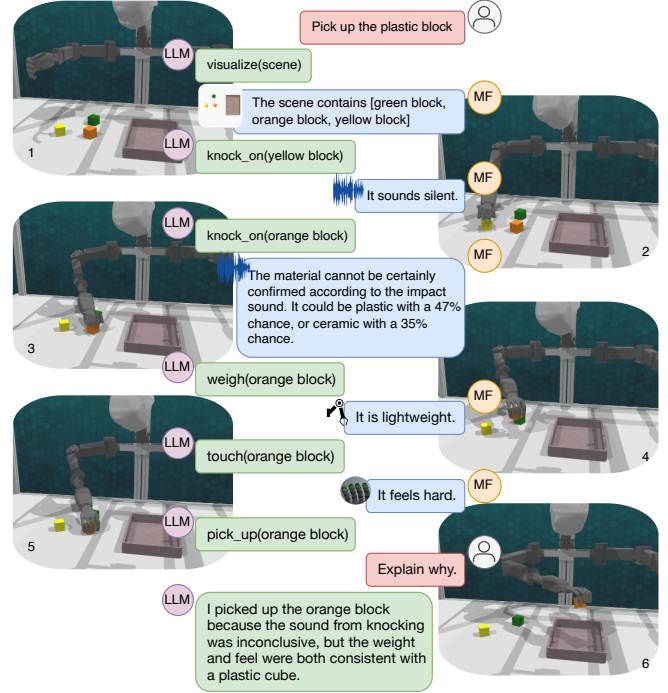 Pick up the plastic block
LLM
visualize(scene)
MF
The scene contains [green block,
orange block, yellow block]
1
LLM
knock_on(yellow block)
MF
It sounds silent.
2
LLM
knock_on(orange block)
MF
The material cannot be certainly
confirmed according to the impact
sound. It could be plastic with a 47%
chance, or ceramic with a 35%
chance.
3
LLM
weigh(orange block)
MF
It is lightweight.
4
LLM
touch(orange block)
MF
It feels hard.
LLM
pick_up(orange block)
5
Explain why.
LLM
I picked up the orange block
because the sound from knocking
was inconclusive, but the weight
and feel were both consistent with
a plastic cube.
6